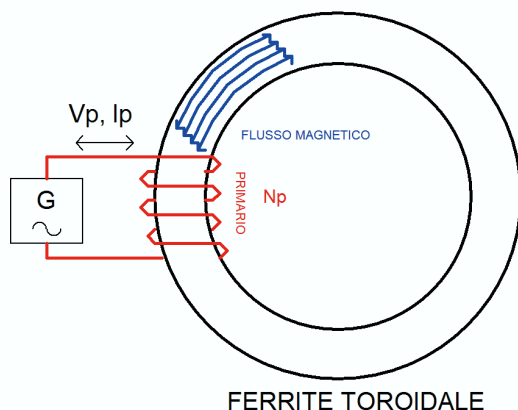 Vp, Ip
FLUSSO MAGNETICO
G
PRIMARIO
Np
FERRITE TOROIDALE